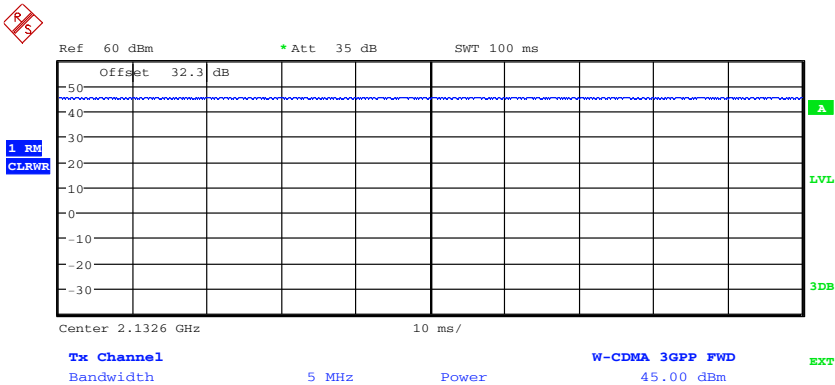 R S
Ref 60 dBm * Att 35 dB SWT 100 ms
Offset 32.3 dB
50
A
40
30
1 RM
CLRWR
20
LVL
10
0
-10
-20
3DB
-30
Center 2.1326 GHz 10 ms/
Tx Channel W-CDMA 3GPP FWD
EXT
Bandwidth 5 MHz Power 45.00 dBm